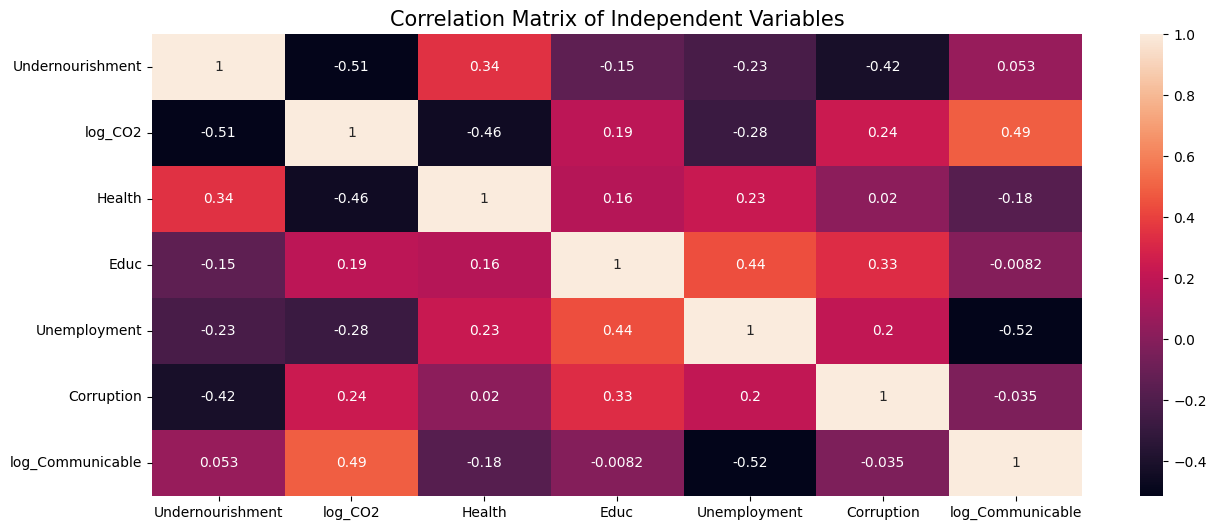 Correlation Matrix of Independent Variables
Undernourishment 1 -0.51 0.34 -0.15 -0.23 -0.42 0.053
log_CO2 -0.51 1 -0.46 0.19 -0.28 0.24 0.49
Health 0.34 -0.46 1 0.16 0.23 0.02 -0.18
Educ -0.15 0.19 0.16 1 0.44 0.33 -0.0082
Unemployment -0.23 -0.28 0.23 0.44 1 0.2 -0.52
Corruption -0.42 0.24 0.02 0.33 0.2 1 -0.035
log_Communicable 0.053 0.49 -0.18 -0.0082 -0.52 -0.035 1
Undernourishment log_CO2 Health Educ Unemployment Corruption log_Communicable
1.0
0.8
0.6
0.4
0.2
0.0
−0.2
−0.4